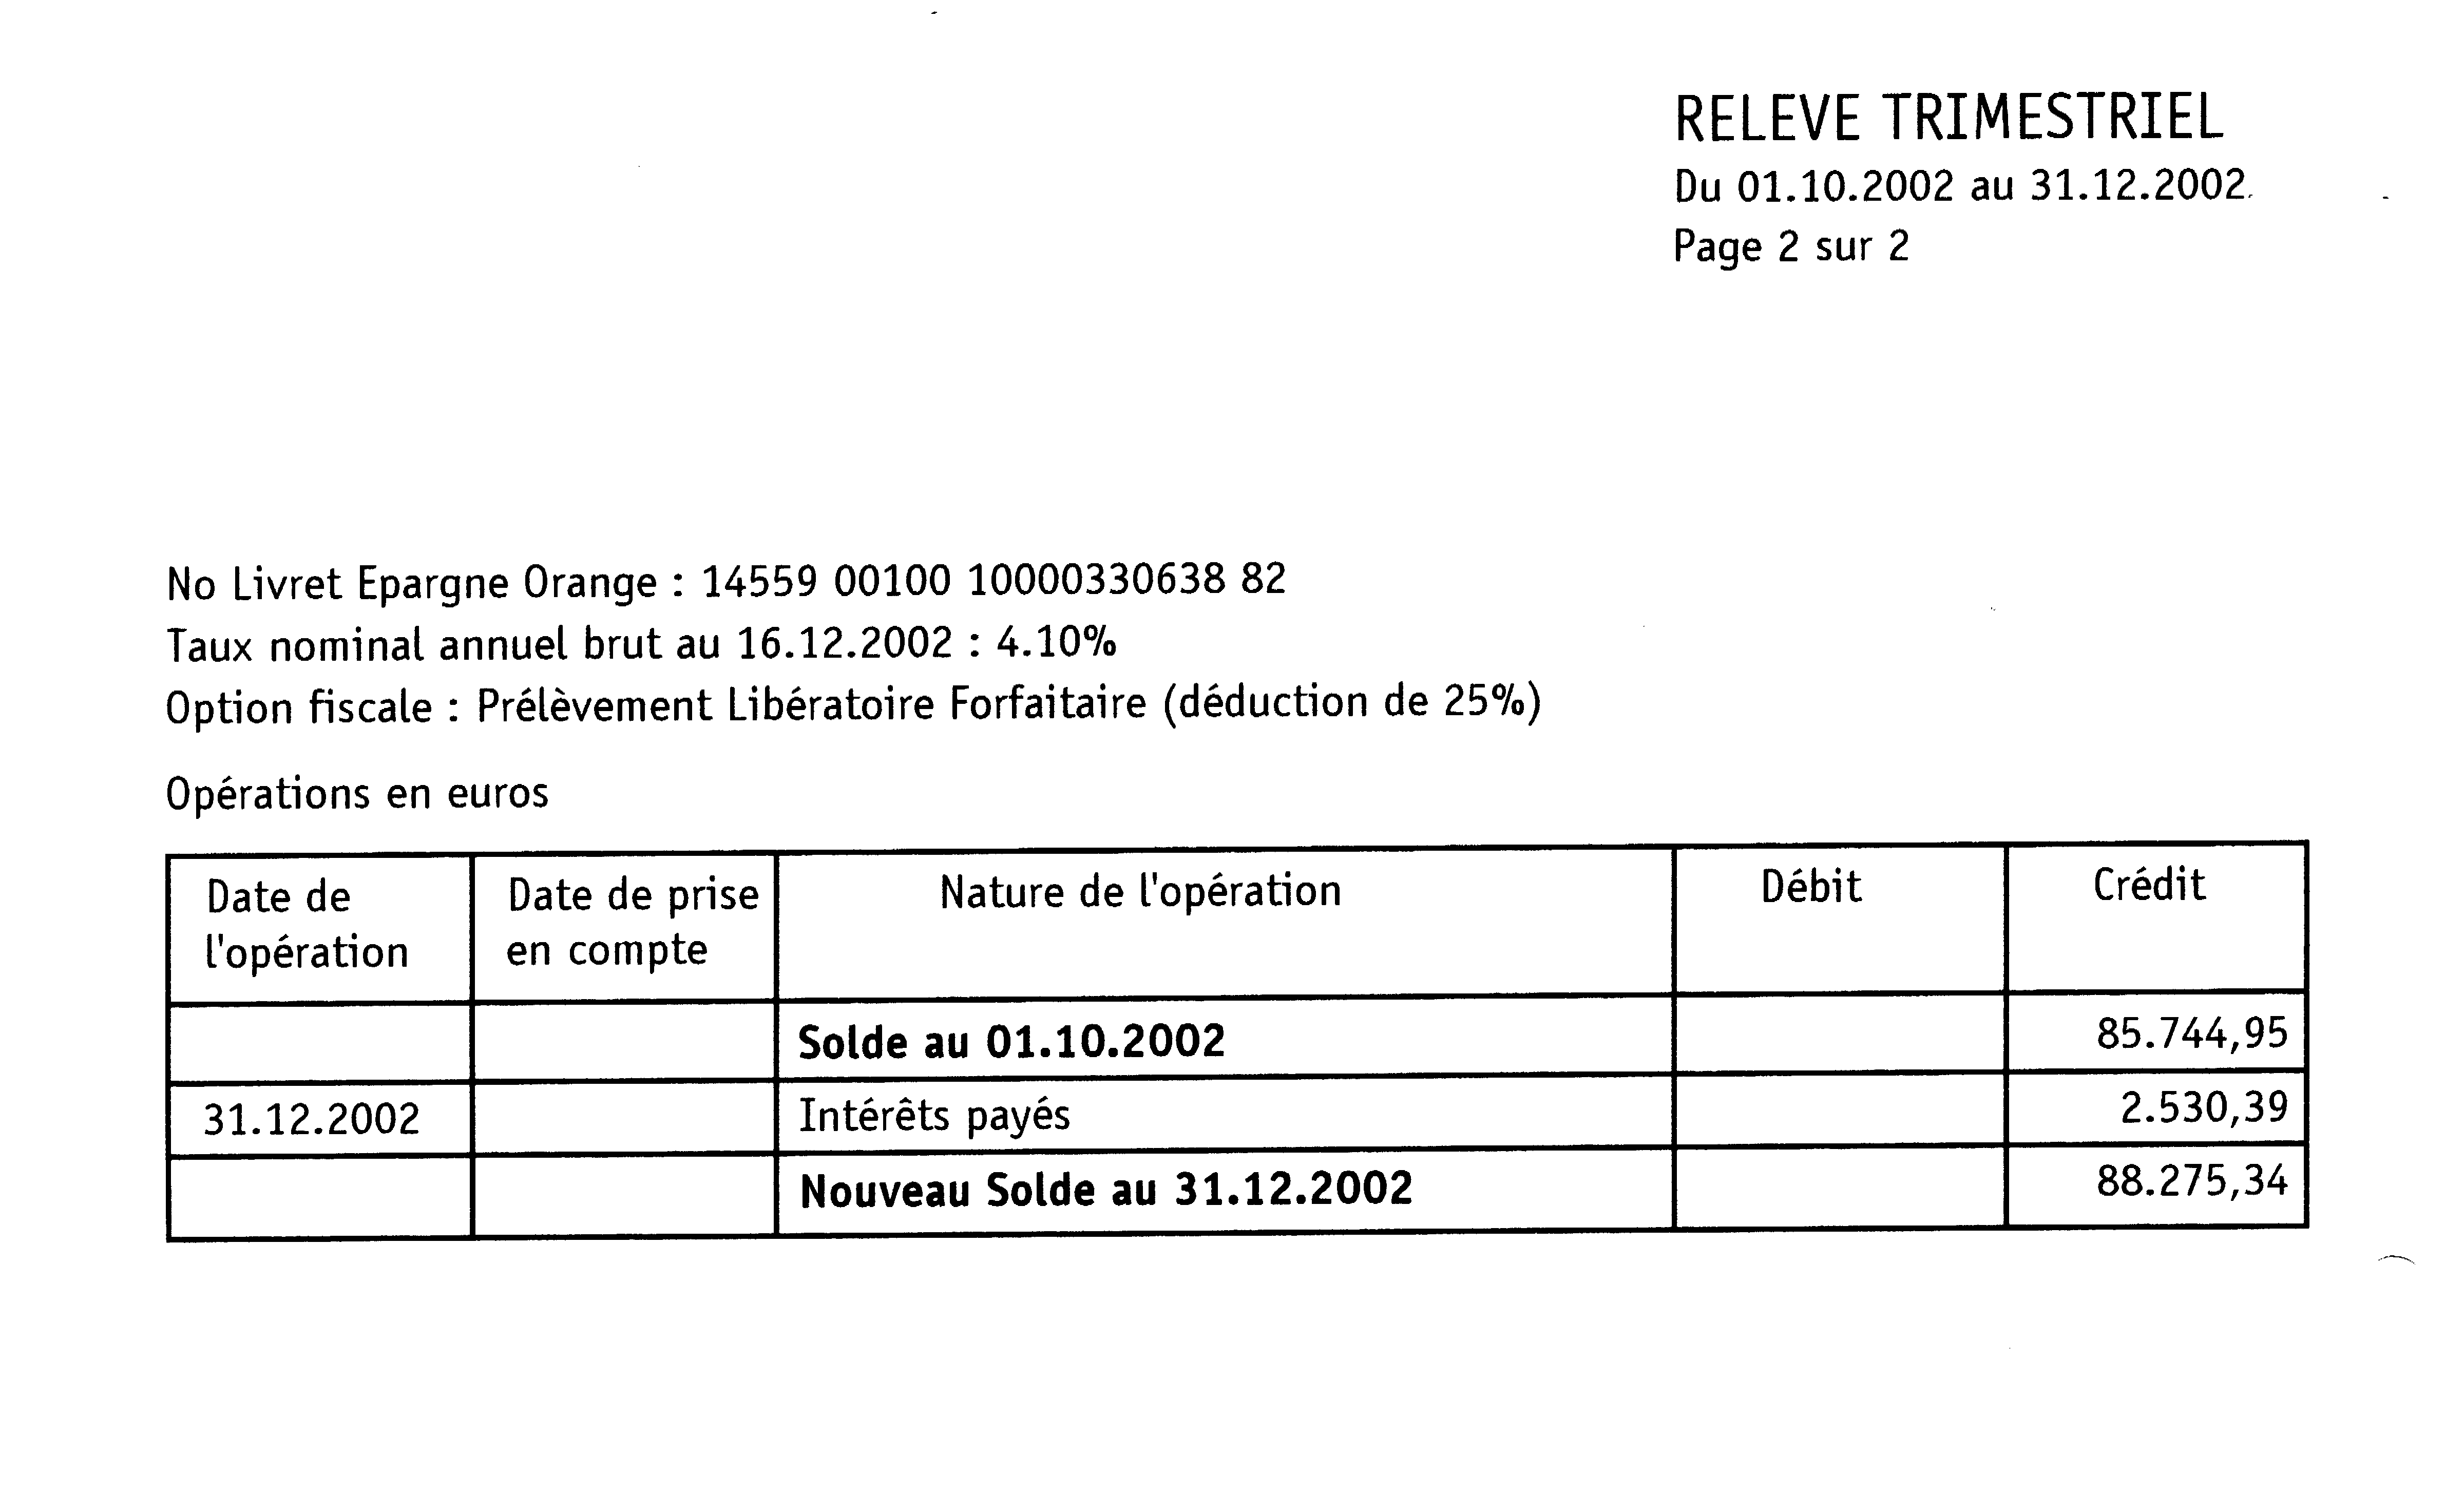 RELEVE TRIMESTRIEL
Du 01.10.2002 au 31.12.2002
Page 2 sur 2
No Livret Epargne Orange : 14559 00100 10000330638 82
Taux nominal annuel brut au 16.12.2002 : 4.10%
Option fiscale : Prélèvement Libératoire Forfaitaire (déduction de 25%)
Opérations en euros
Date de l'opération Date de prise en compte Nature de l'opération Débit Crédit
Solde au 01.10.2002 85.744,95
31.12.2002 Intérêts payés 2.530,39
Nouveau Solde au 31.12.2002 88.275,34